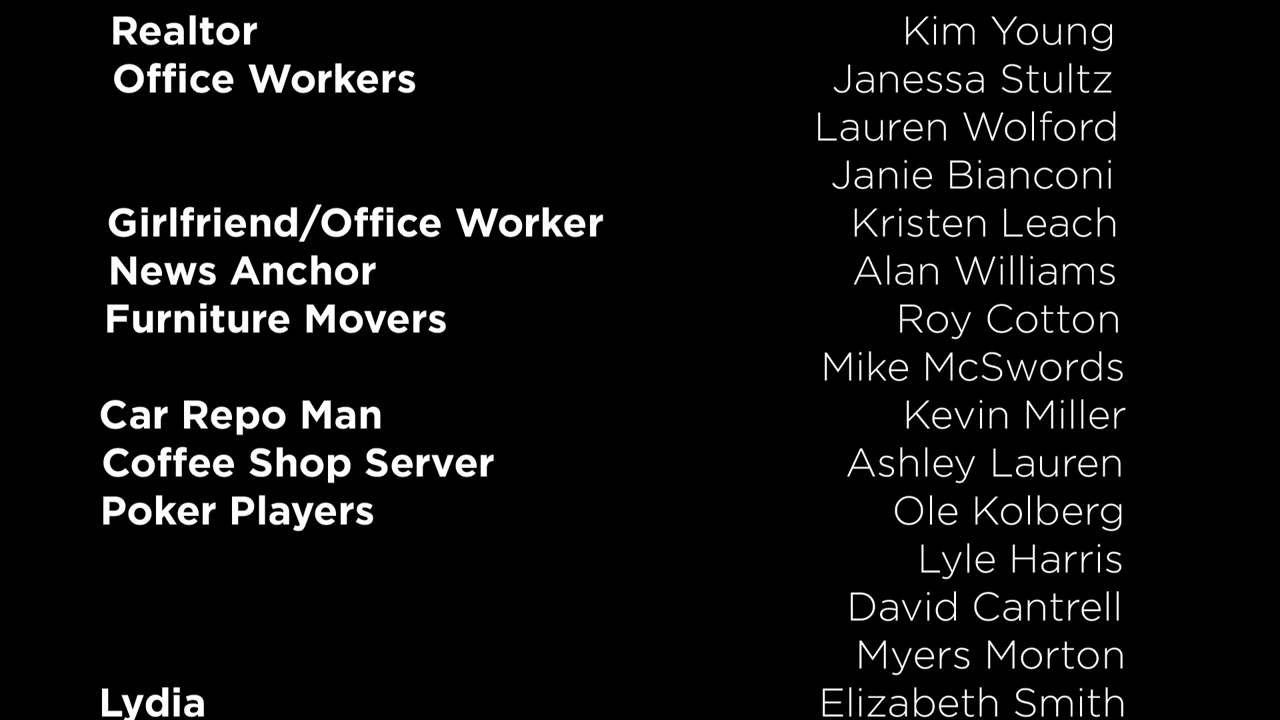 Realtor Kim Young
Office Workers Janessa Stultz
Lauren Wolford
Janie Bianconi
Girlfriend/Office Worker Kristen Leach
News Anchor Alan Williams
Furniture Movers Roy Cotton
Mike McSwords
Car Repo Man Kevin Miller
Coffee Shop Server Ashley Lauren
Poker Players Ole Kolberg
Lyle Harris
David Cantrell
Myers Morton
Lydia Elizabeth Smith